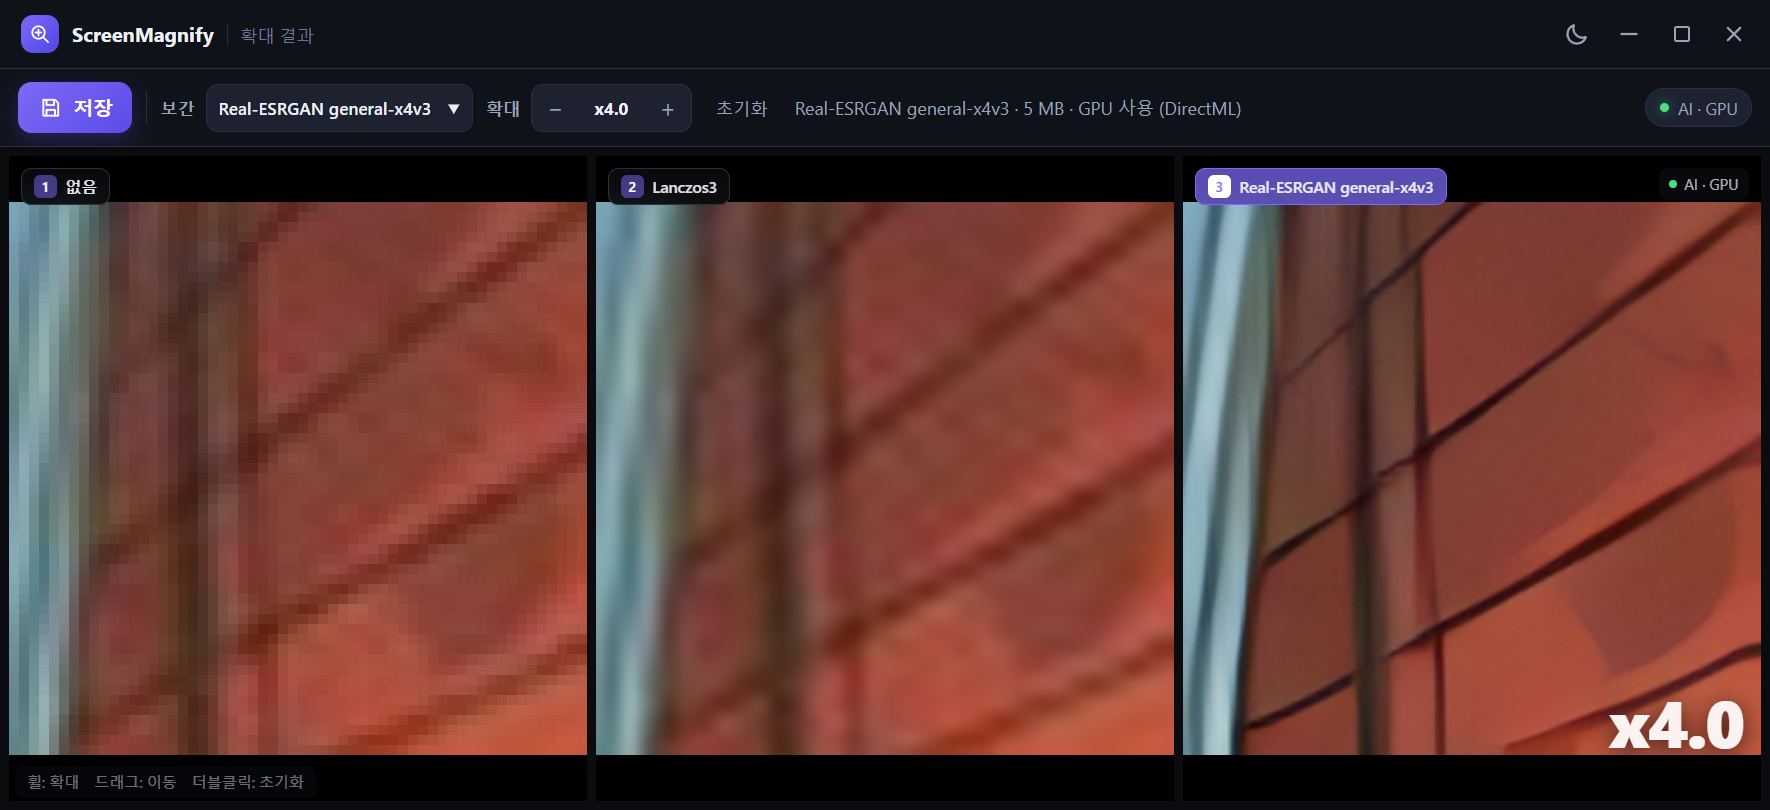 ScreenMagnify 확대 결과
저장 보간 Real-ESRGAN general-x4v3 ▼ 확대 − x4.0 + 초기화 Real-ESRGAN general-x4v3 · 5 MB · GPU 사용 (DirectML) AI · GPU
1 없음
2 Lanczos3
3 Real-ESRGAN general-x4v3
AI · GPU
x4.0
휠: 확대 드래그: 이동 더블클릭: 초기화